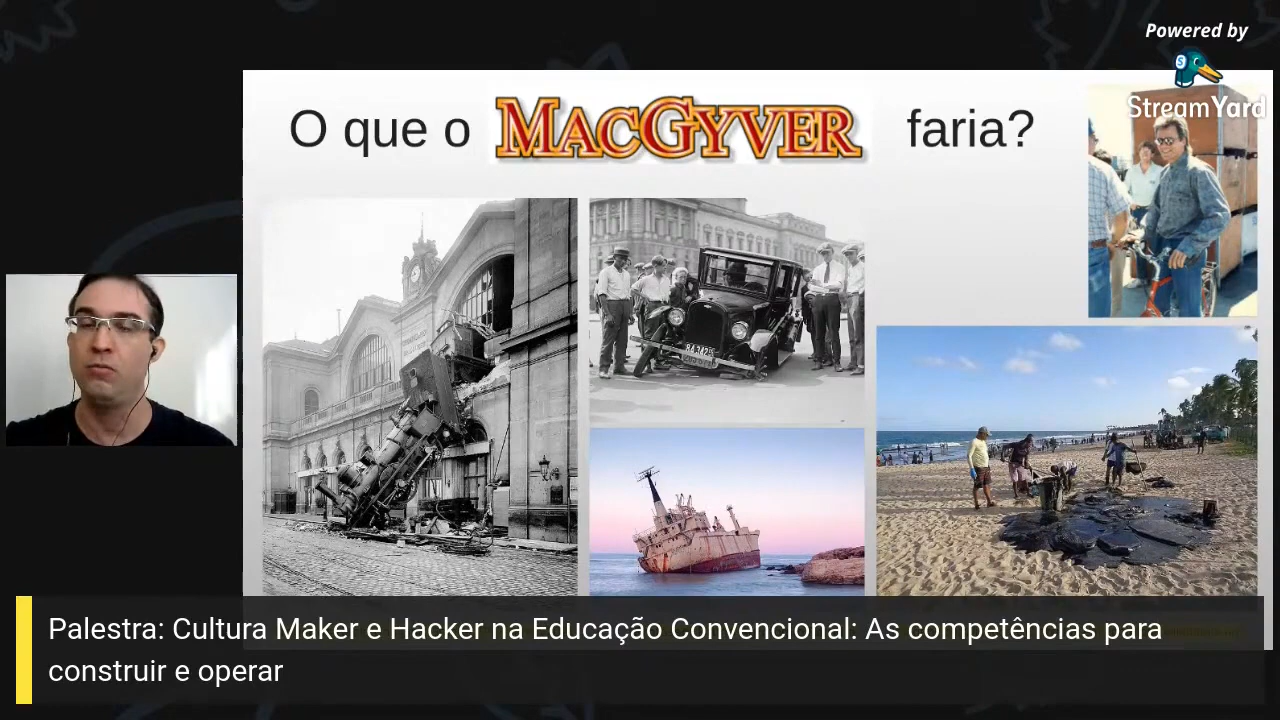 Powered by
StreamYard
O que o MACGYVER faria?
Palestra: Cultura Maker e Hacker na Educação Convencional: As competências para
construir e operar